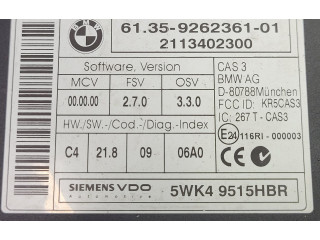 61.35-9262361-01
2113402300
Software, Version
MCV FSV OSV
00.00.00 2.7.0 3.3.0
HW./SW.-/Cod.-/Diag.-Index
C4 21.8 09 06A0
CAS 3
BMW AG
D-80788München
FCC ID: KR5CAS3
IC: 267 T - CAS3
E24 116RI - 000003
SIEMENS VDO
Automotive
5WK4 9515HBR